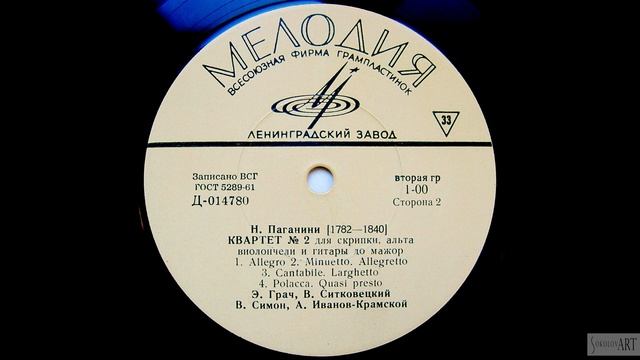 МЕЛОДИЯ
ВСЕСОЮЗНАЯ ФИРМА ГРАМПЛАСТИНОК
ЛЕНИНГРАДСКИЙ ЗАВОД
33
Записано ВСГ
ГОСТ 5289-61
Д-014780
вторая гр
1-00
Сторона 2
Н. Паганини [1782—1840]
КВАРТЕТ № 2 для скрипки, альта
виолончели и гитары до мажор
1. Allegro 2. Minuetto. Allegretto
3. Cantabile. Larghetto
4. Polacca. Quasi presto
Э. Грач, В. Ситковецкий
В. Симон, А. Иванов-Крамской
SOKOLOVART